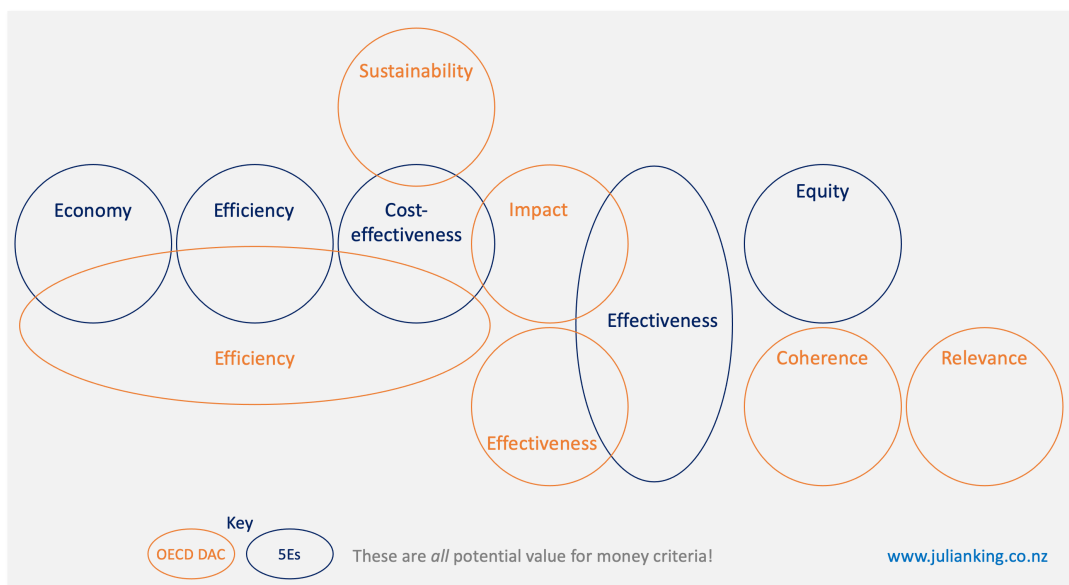 Sustainability
Economy
Efficiency
Cost-
effectiveness
Impact
Equity
Effectiveness
Efficiency
Coherence
Relevance
Effectiveness
Key
OECD DAC
5Es
These are all potential value for money criteria!
www.julianking.co.nz